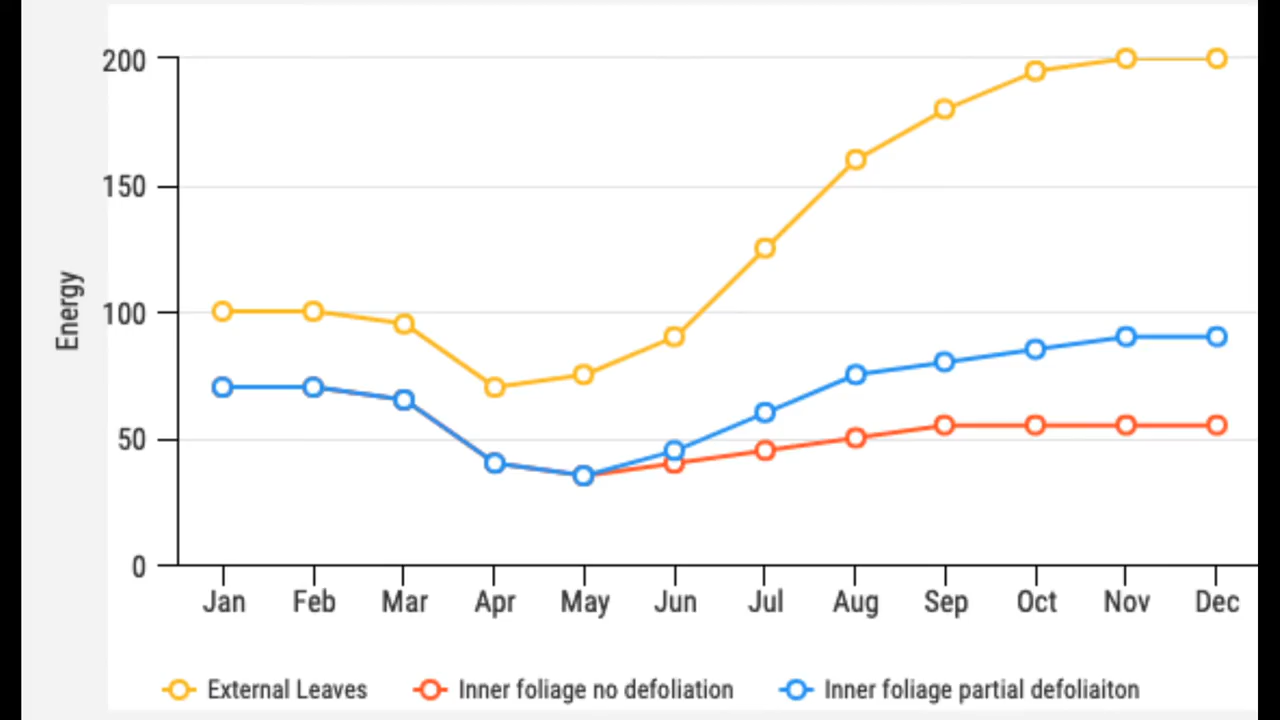 200
150
100
50
0
Energy
Jan Feb Mar Apr May Jun Jul Aug Sep Oct Nov Dec
External Leaves Inner foliage no defoliation Inner foliage partial defoliaiton